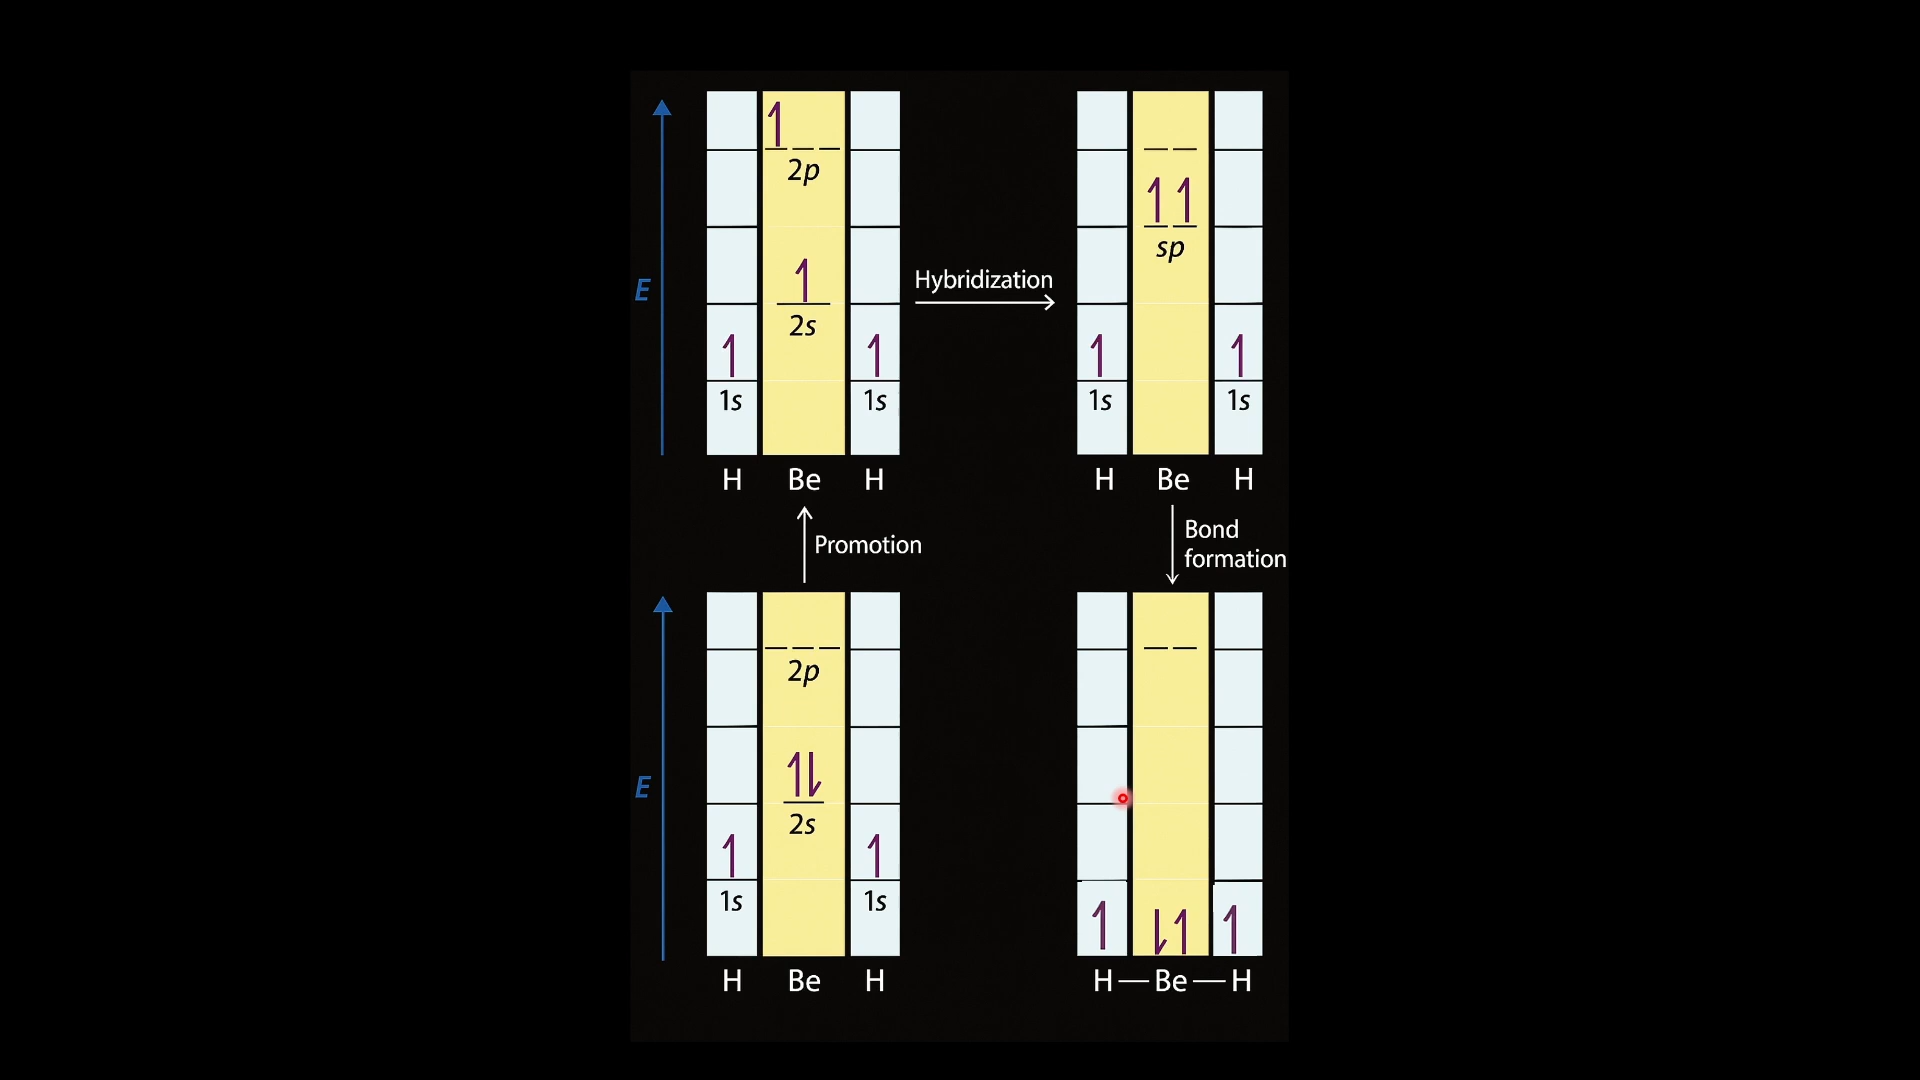 2p
E
2s
1s
1s
H Be H
Hybridization
sp
1s
1s
H Be H
Promotion
Bond
formation
2p
E
2s
1s
1s
H Be H
H — Be — H